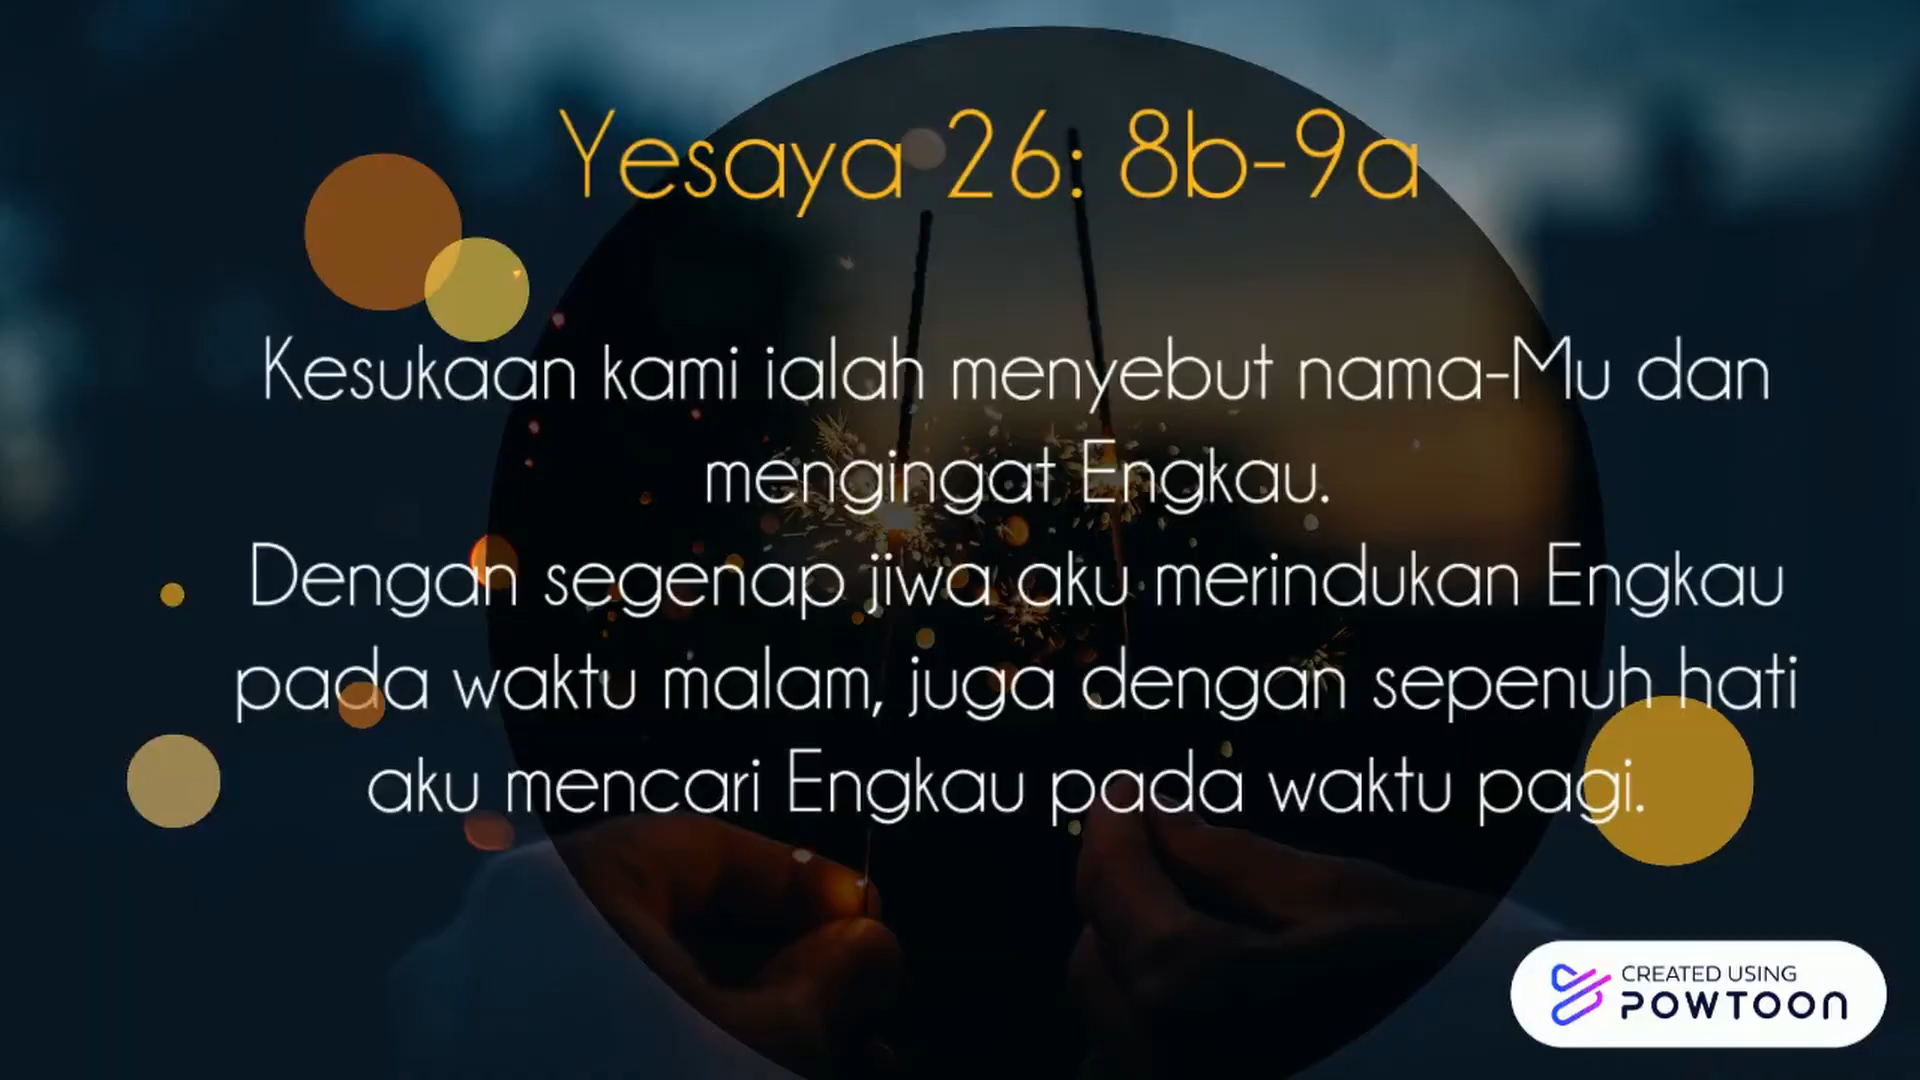 Yesaya 26: 8b-9a
Kesukaan kami ialah menyebut nama-Mu dan
mengingat Engkau.
Dengan segenap jiwa aku merindukan Engkau
pada waktu malam, juga dengan sepenuh hati
aku mencari Engkau pada waktu pagi.
CREATED USING
POWTOON